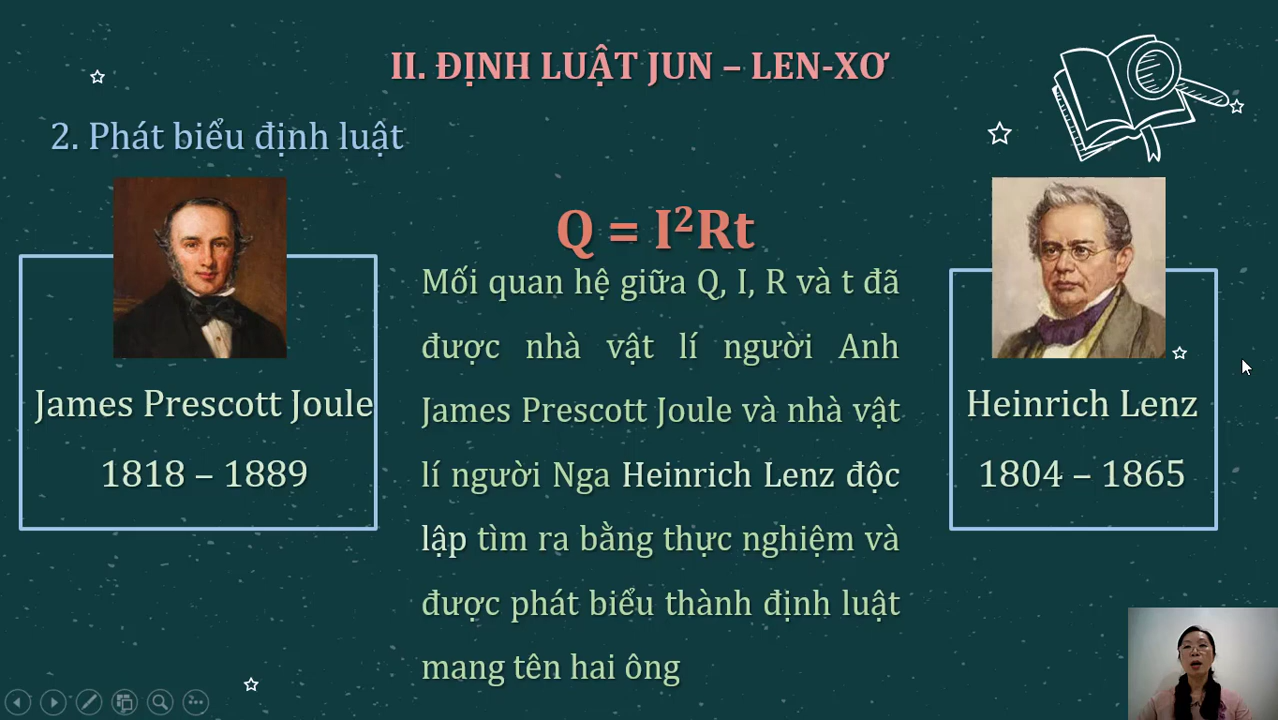 II. ĐỊNH LUẬT JUN – LEN-XƠ
2. Phát biểu định luật
James Prescott Joule
1818 – 1889
Q = I²Rt
Mối quan hệ giữa Q, I, R và t đã
được nhà vật lí người Anh
James Prescott Joule và nhà vật
lí người Nga Heinrich Lenz độc
lập tìm ra bằng thực nghiệm và
được phát biểu thành định luật
mang tên hai ông
Heinrich Lenz
1804 – 1865